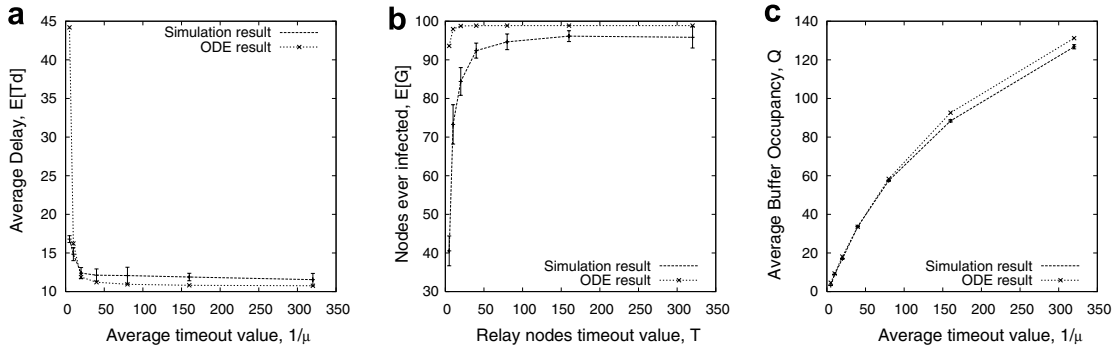 a
Average Delay, E[Td]
45
40
35
30
25
20
15
10
0 50 100 150 200 250 300 350
Average timeout value, 1/μ
Simulation result
ODE result
b
Nodes ever infected, E[G]
100
90
80
70
60
50
40
30
0 50 100 150 200 250 300 350
Relay nodes timeout value, T
Simulation result
ODE result
c
Average Buffer Occupancy, Q
140
120
100
80
60
40
20
0
0 50 100 150 200 250 300 350
Average timeout value, 1/μ
Simulation result
ODE result